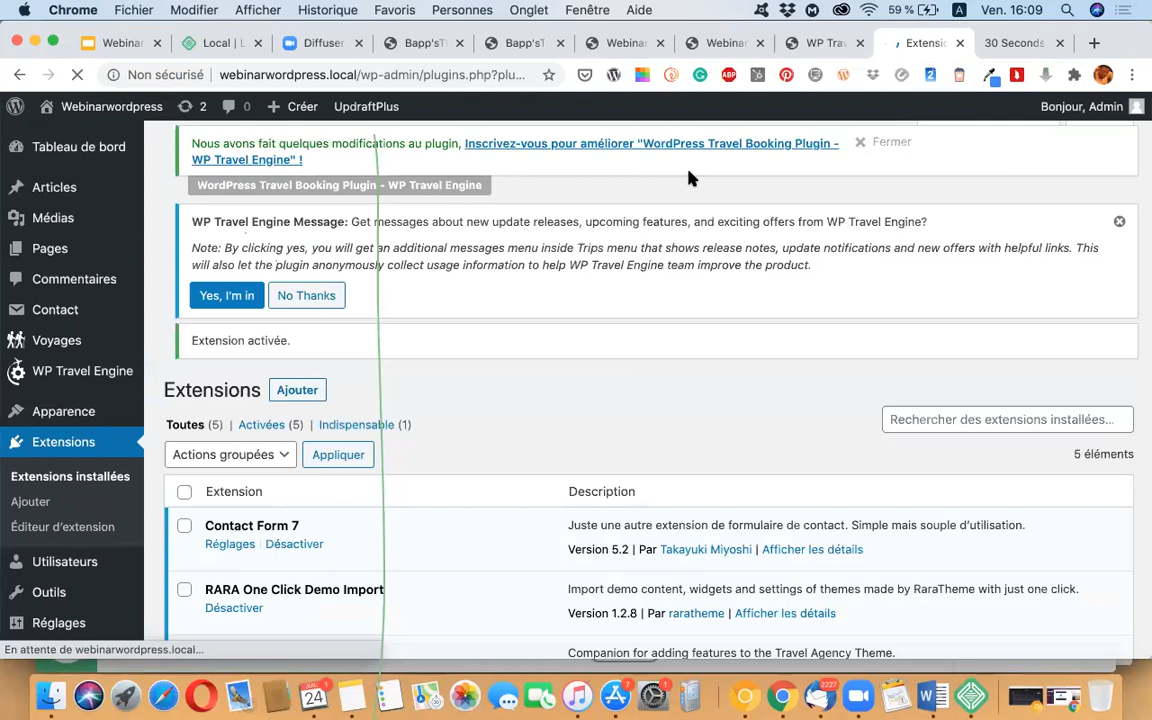 Chrome Fichier Modifier Afficher Historique Favoris Personnes Onglet Fenêtre Aide 59 % A Ven. 16:09
Webinar Local | L Diffuser Bapp'sTl Bapp'sT Webinar Webinar WP Trav Extensio 30 Seconds
Non sécurisé webinarwordpress.local/wp-admin/plugins.php?plu...
Webinarwordpress 2 0 Créer UpdraftPlus Bonjour, Admin
Tableau de bord
Articles
Médias
Pages
Commentaires
Contact
Voyages
WP Travel Engine
Apparence
Extensions
Extensions installées
Ajouter
Éditeur d'extension
Utilisateurs
Outils
Réglages
Nous avons fait quelques modifications au plugin, Inscrivez-vous pour améliorer "WordPress Travel Booking Plugin -
WP Travel Engine" !
Fermer
WordPress Travel Booking Plugin - WP Travel Engine
WP Travel Engine Message: Get messages about new update releases, upcoming features, and exciting offers from WP Travel Engine?
Note: By clicking yes, you will get an additional messages menu inside Trips menu that shows release notes, update notifications and new offers with helpful links. This
will also let the plugin anonymously collect usage information to help WP Travel Engine team improve the product.
Yes, I'm in No Thanks
Extension activée.
Extensions Ajouter
Toutes (5) | Activées (5) | Indispensable (1)
Rechercher des extensions installées...
Actions groupées Appliquer 5 éléments
Extension Description
Contact Form 7 Juste une autre extension de formulaire de contact. Simple mais souple d'utilisation.
Réglages | Désactiver Version 5.2 | Par Takayuki Miyoshi | Afficher les détails
RARA One Click Demo Import Import demo content, widgets and settings of themes made by RaraTheme with just one click.
Désactiver Version 1.2.8 | Par raratheme | Afficher les détails
Companion for adding features to the Travel Agency Theme.
En attente de webinarwordpress.local...